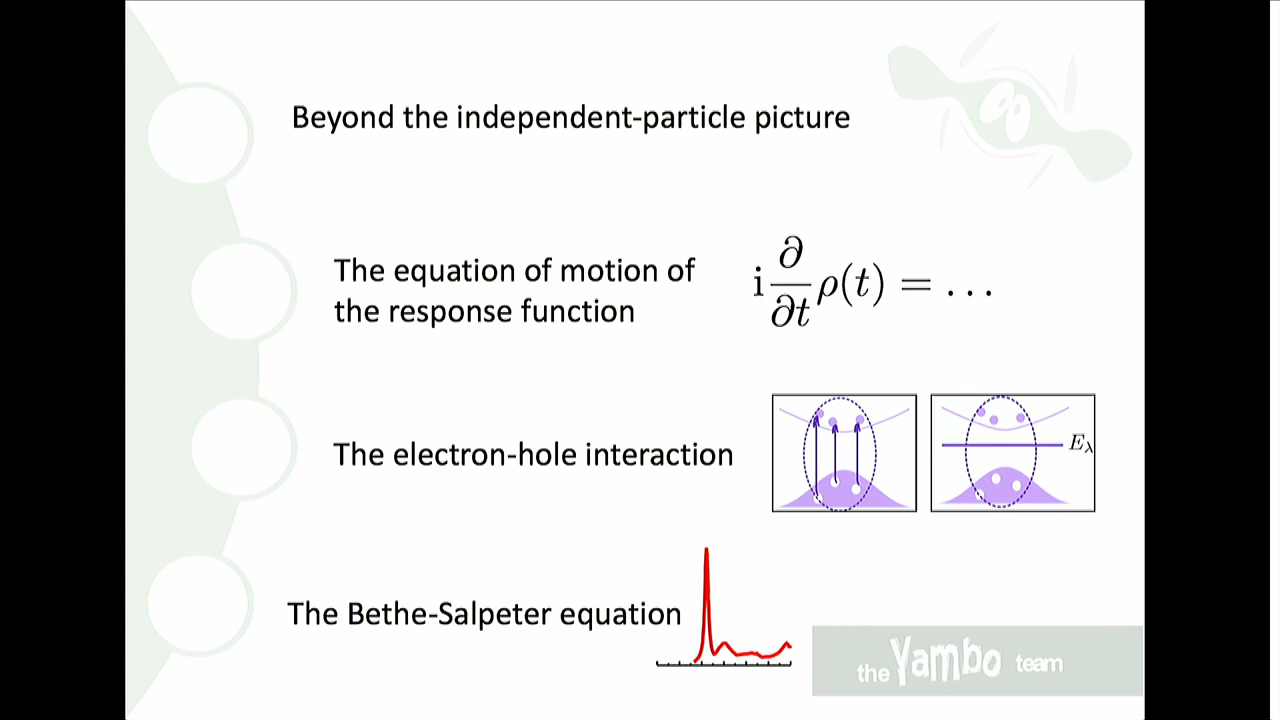 Beyond the independent-particle picture
The equation of motion of
the response function
i ∂/∂t ρ(t) = ...
The electron-hole interaction
E_λ
The Bethe-Salpeter equation
the Yambo team